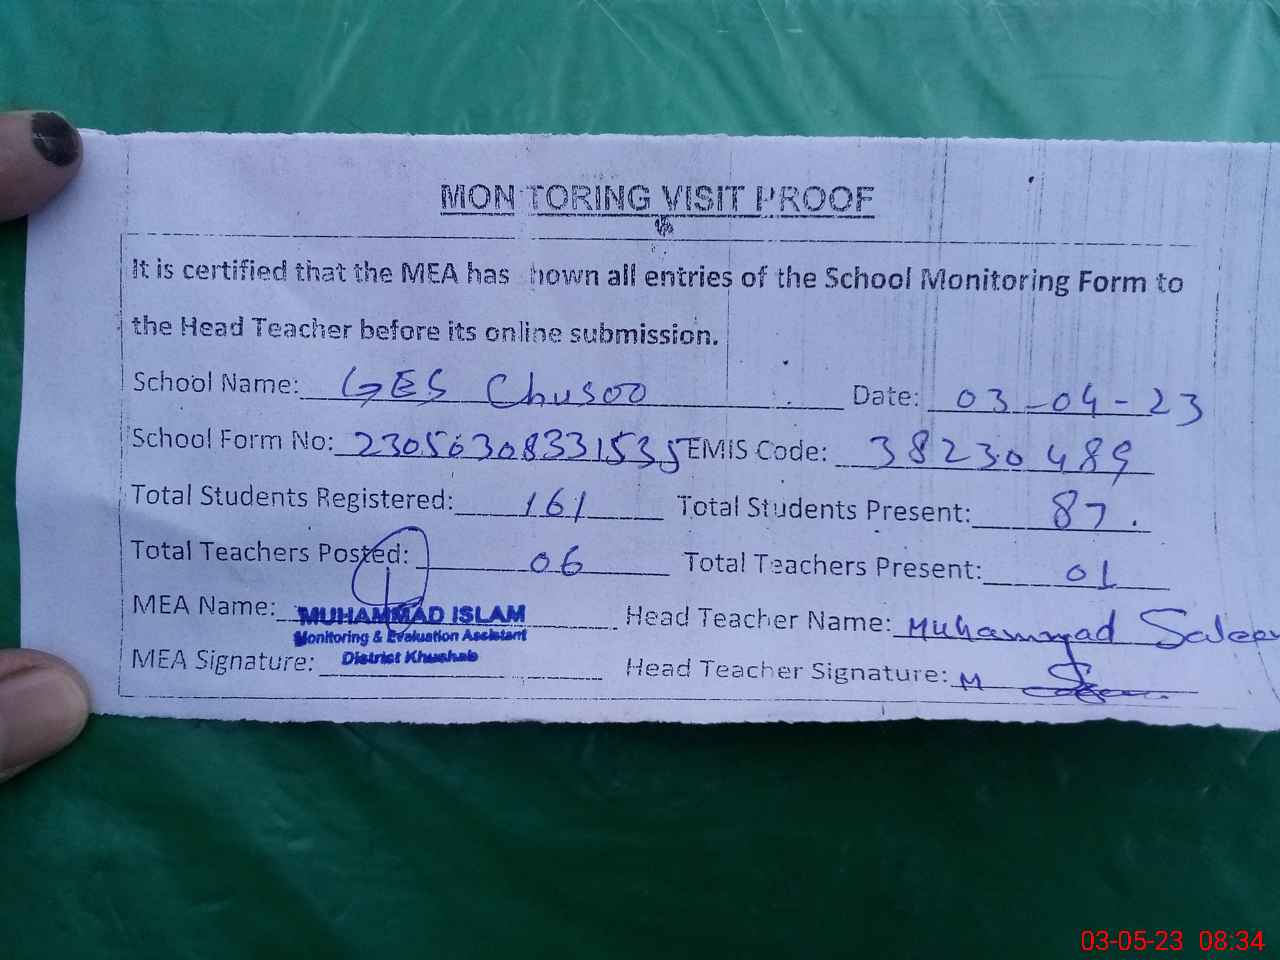 MONITORING VISIT PROOF
It is certified that the MEA has shown all entries of the School Monitoring Form to
the Head Teacher before its online submission.
School Name: GES Chusoo Date: 03-04-23
School Form No: 23050308331535 EMIS Code: 38230489
Total Students Registered: 161 Total Students Present: 87.
Total Teachers Posted: 06 Total Teachers Present: 01
MEA Name: MUHAMMAD ISLAM Head Teacher Name: Muhammad
Monitoring & Evaluation Assistant
District Khushab
MEA Signature: Head Teacher Signature: M
03-05-23 08:34